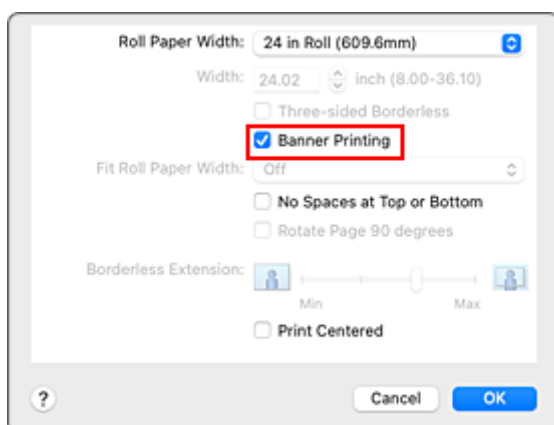 Roll Paper Width: 24 in Roll (609.6mm)
Width: 24.02 inch (8.00-36.10)
Three-sided Borderless
Banner Printing
Fit Roll Paper Width: Off
No Spaces at Top or Bottom
Rotate Page 90 degrees
Borderless Extension:
Min Max
Print Centered
? Cancel OK